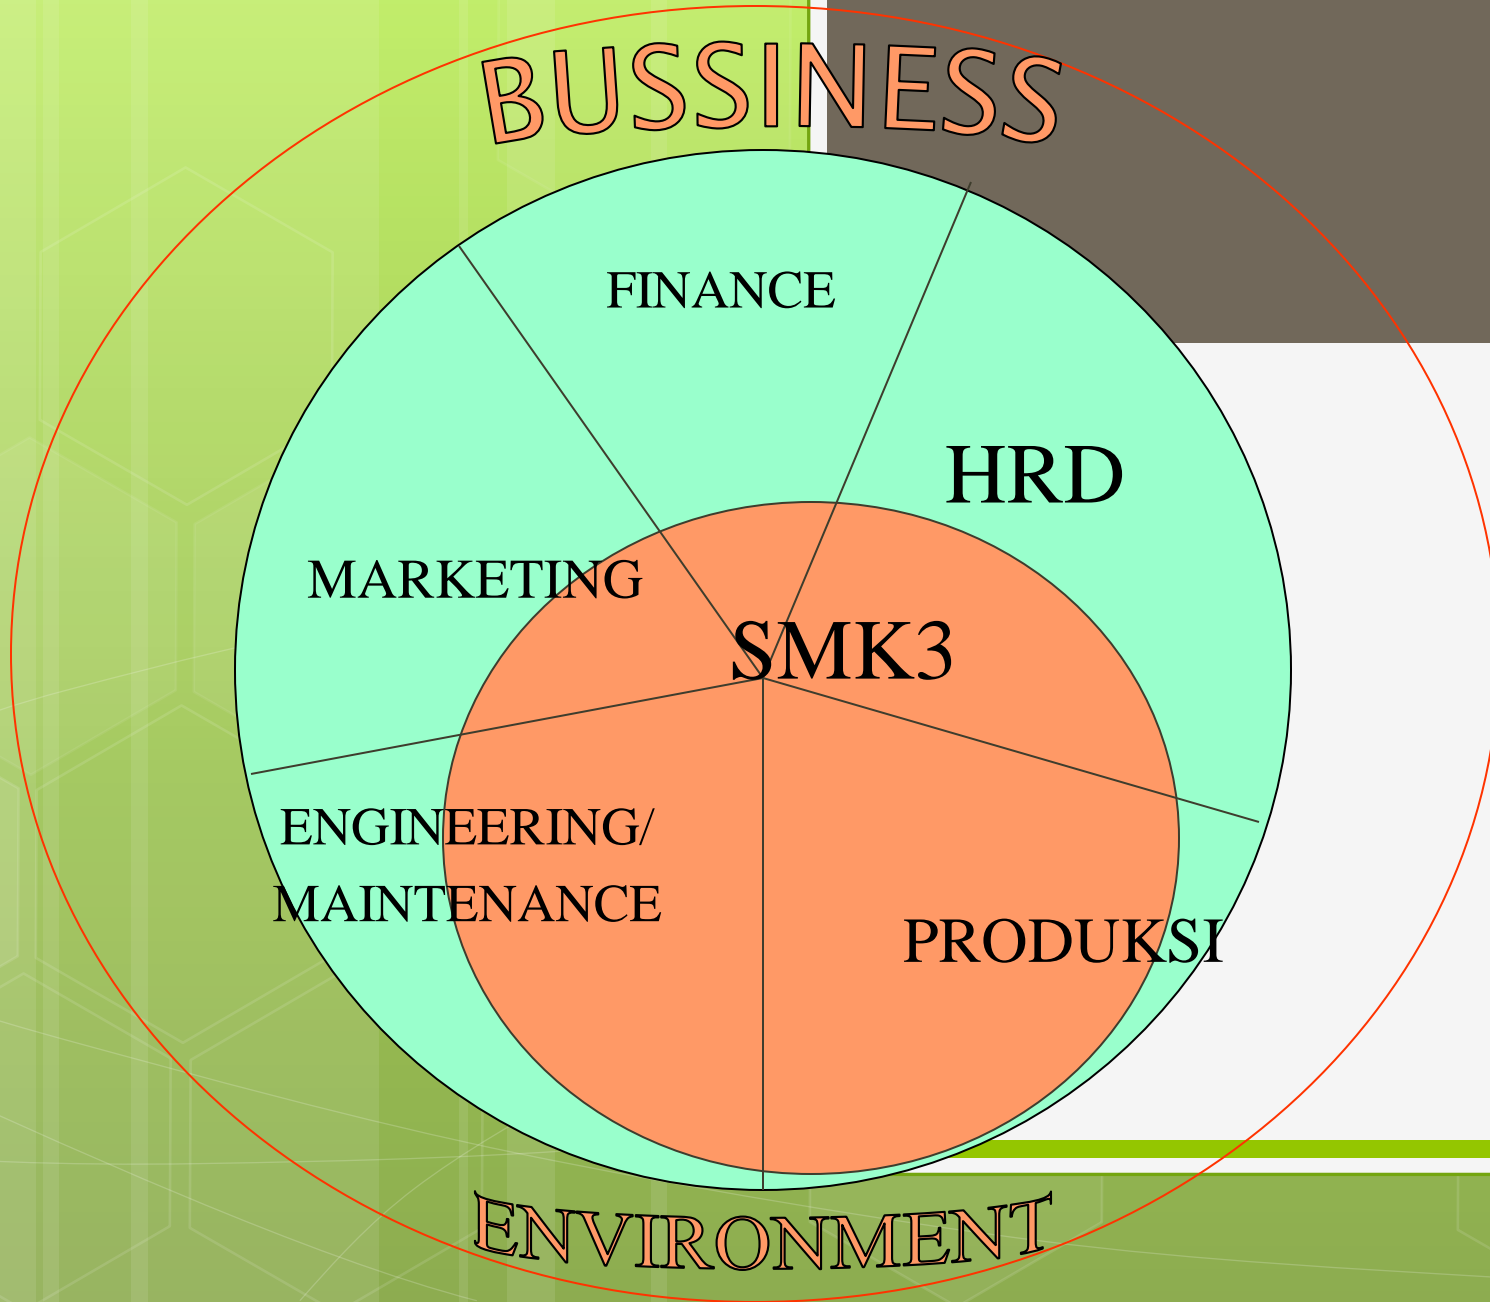 BUSSINESS
FINANCE
HRD
MARKETING
SMK3
ENGINEERING/
MAINTENANCE
PRODUKSI
ENVIRONMENT